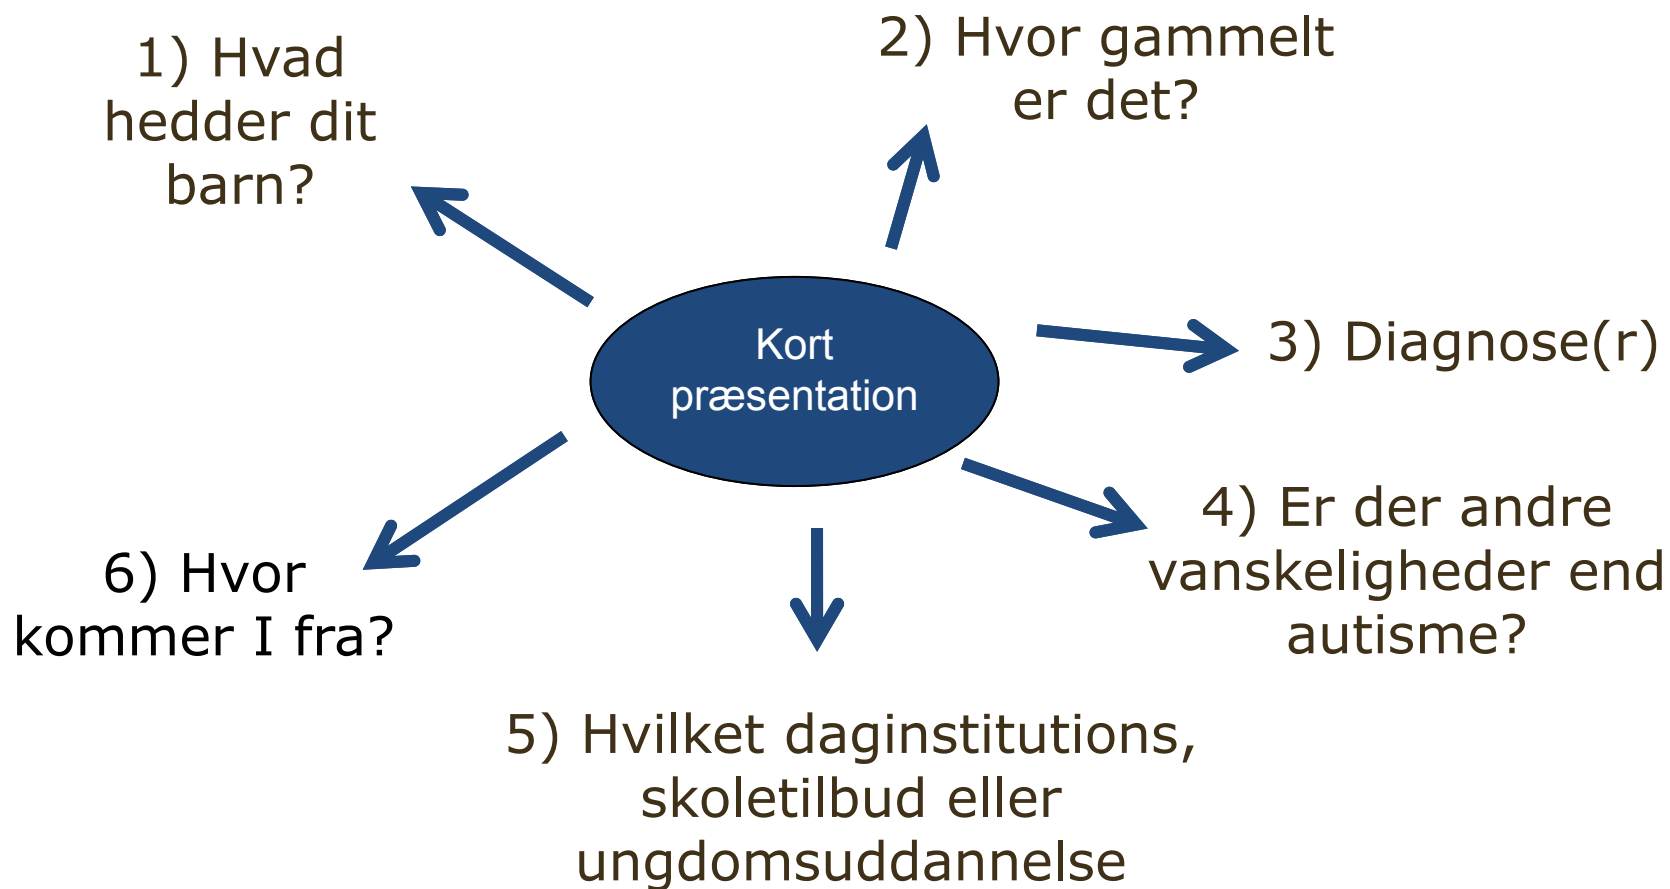 1) Hvad
hedder dit
barn?
2) Hvor gammelt
er det?
Kort
præsentation
3) Diagnose(r)
4) Er der andre
vanskeligheder end
autisme?
5) Hvilket daginstitutions,
skoletilbud eller
ungdomsuddannelse
6) Hvor
kommer I fra?